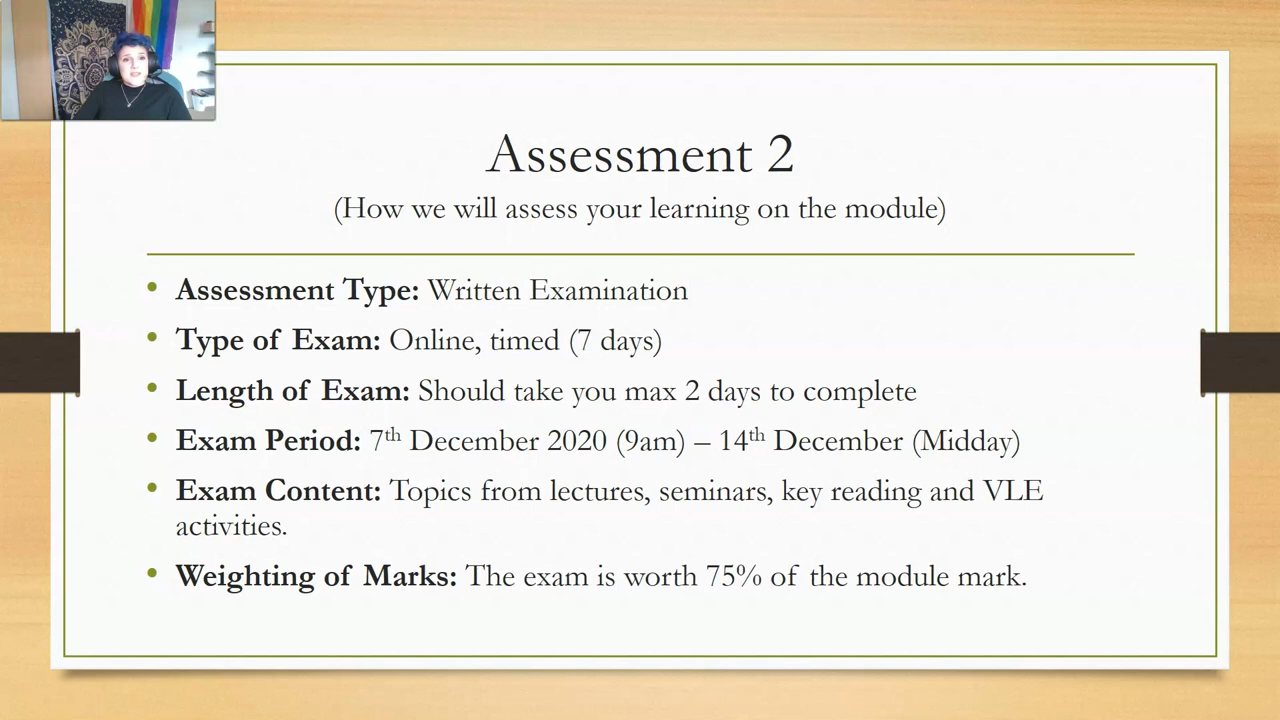 Assessment 2
(How we will assess your learning on the module)
• Assessment Type: Written Examination
• Type of Exam: Online, timed (7 days)
• Length of Exam: Should take you max 2 days to complete
• Exam Period: 7th December 2020 (9am) – 14th December (Midday)
• Exam Content: Topics from lectures, seminars, key reading and VLE
activities.
• Weighting of Marks: The exam is worth 75% of the module mark.